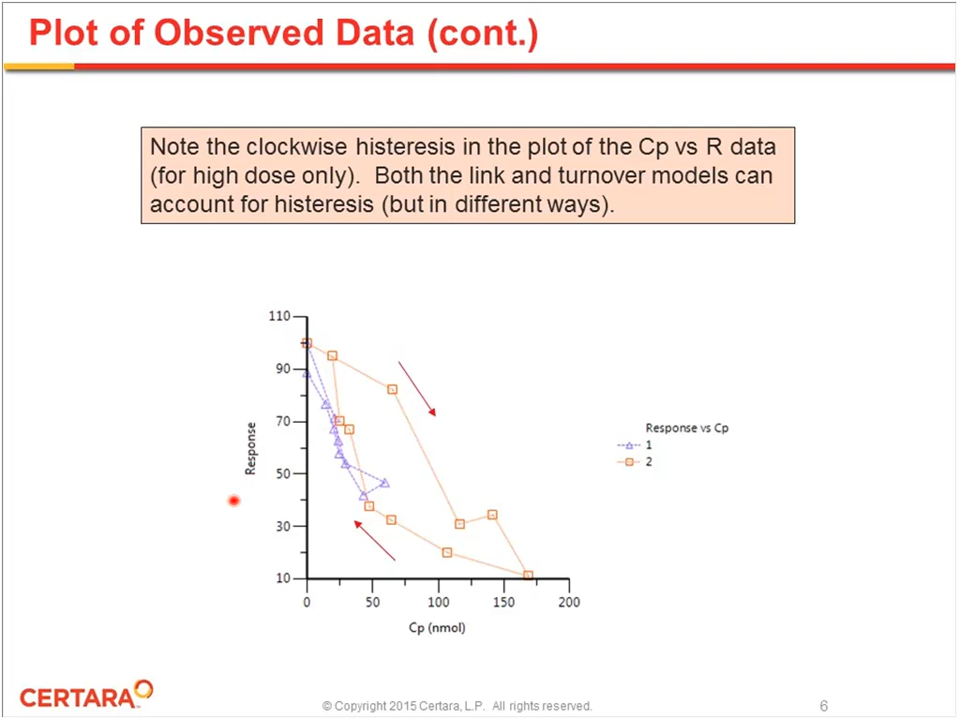 Plot of Observed Data (cont.)
Note the clockwise histeresis in the plot of the Cp vs R data
(for high dose only). Both the link and turnover models can
account for histeresis (but in different ways).
110
90
70
50
30
10
Response
0 50 100 150 200
Cp (nmol)
Response vs Cp
1
2
CERTARA
© Copyright 2015 Certara, L.P. All rights reserved.
6